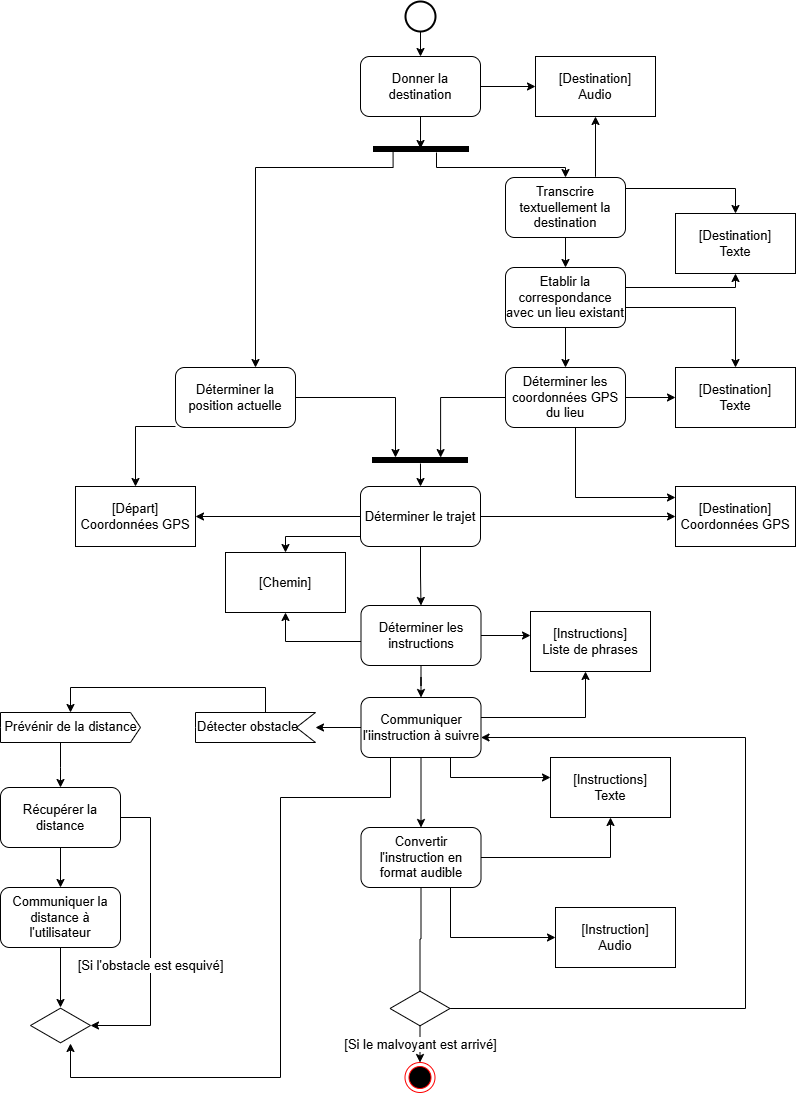 Donner la
destination
[Destination]
Audio
Transcrire
textuellement la
destination
[Destination]
Texte
Etablir la
correspondance
avec un lieu existant
Déterminer la
position actuelle
Déterminer les
coordonnées GPS
du lieu
[Destination]
Texte
[Départ]
Coordonnées GPS
Déterminer le trajet
[Destination]
Coordonnées GPS
[Chemin]
Déterminer les
instructions
[Instructions]
Liste de phrases
Prévénir de la distance
Détecter obstacle
Communiquer
l'iinstruction à suivre
[Instructions]
Texte
Récupérer la
distance
Convertir
l'instruction en
format audible
Communiquer la
distance à
l'utilisateur
[Instruction]
Audio
[Si l'obstacle est esquivé]
[Si le malvoyant est arrivé]